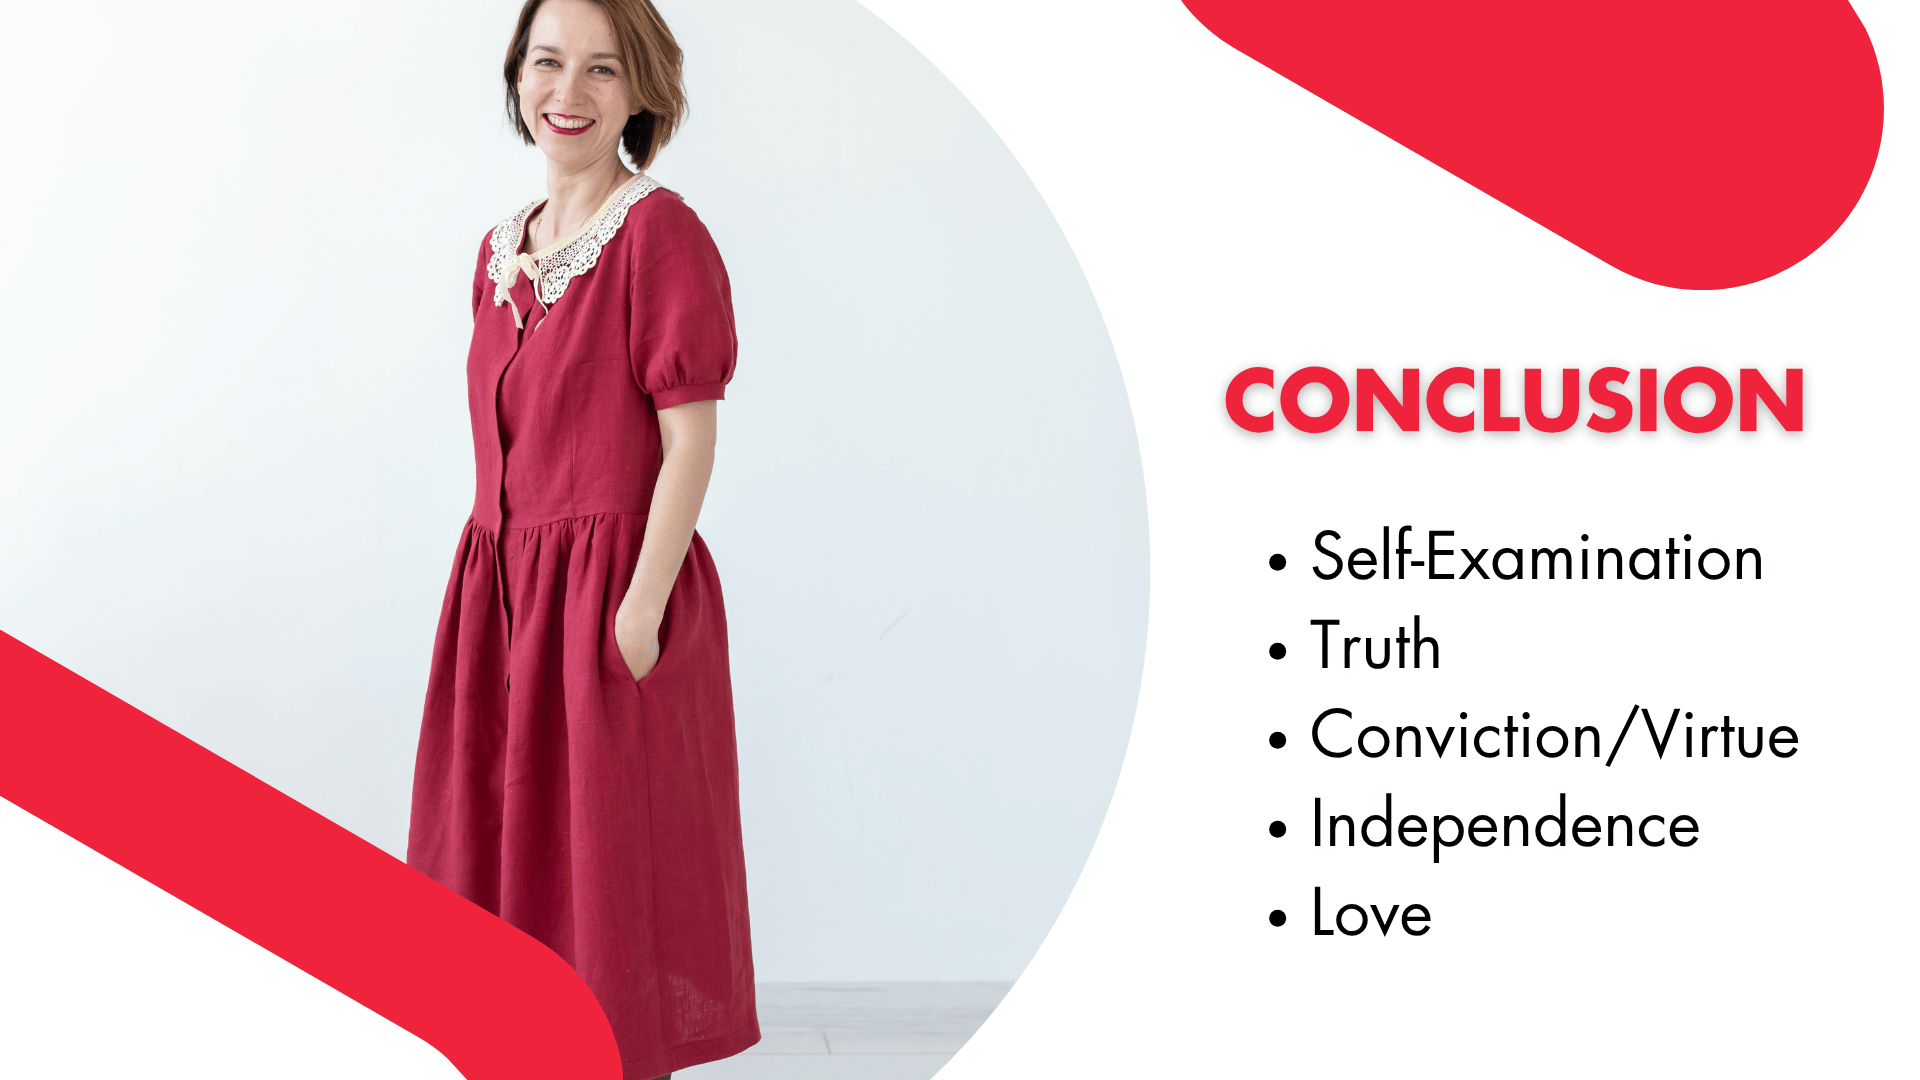 CONCLUSION
• Self-Examination
• Truth
• Conviction/Virtue
• Independence
• Love